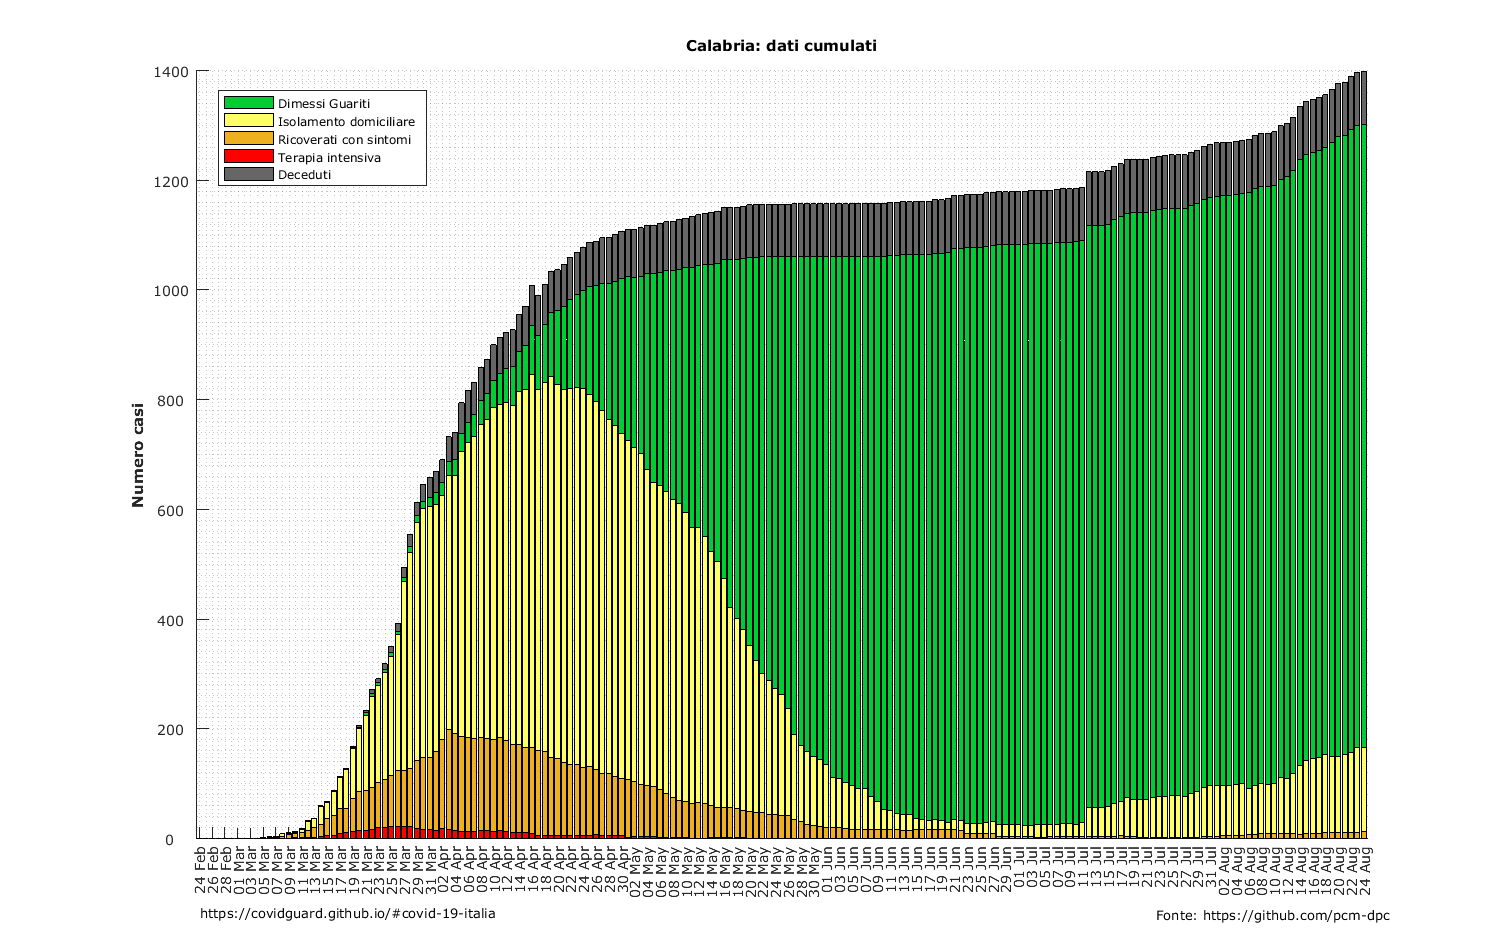 Calabria: dati cumulati
1400
1200
1000
800
600
400
200
0
Numero casi
Dimessi Guariti
Isolamento domiciliare
Ricoverati con sintomi
Terapia intensiva
Deceduti
24 Feb
26 Feb
28 Feb
01 Mar
03 Mar
05 Mar
07 Mar
09 Mar
11 Mar
13 Mar
15 Mar
17 Mar
19 Mar
21 Mar
23 Mar
25 Mar
27 Mar
29 Mar
31 Mar
02 Apr
04 Apr
06 Apr
08 Apr
10 Apr
12 Apr
14 Apr
16 Apr
18 Apr
20 Apr
22 Apr
24 Apr
26 Apr
28 Apr
30 Apr
02 May
04 May
06 May
08 May
10 May
12 May
14 May
16 May
18 May
20 May
22 May
24 May
26 May
28 May
30 May
01 Jun
03 Jun
05 Jun
07 Jun
09 Jun
11 Jun
13 Jun
15 Jun
17 Jun
19 Jun
21 Jun
23 Jun
25 Jun
27 Jun
29 Jun
01 Jul
03 Jul
05 Jul
07 Jul
09 Jul
11 Jul
13 Jul
15 Jul
17 Jul
19 Jul
21 Jul
23 Jul
25 Jul
27 Jul
29 Jul
31 Jul
02 Aug
04 Aug
06 Aug
08 Aug
10 Aug
12 Aug
14 Aug
16 Aug
18 Aug
20 Aug
22 Aug
24 Aug
https://covidguard.github.io/#covid-19-italia
Fonte: https://github.com/pcm-dpc